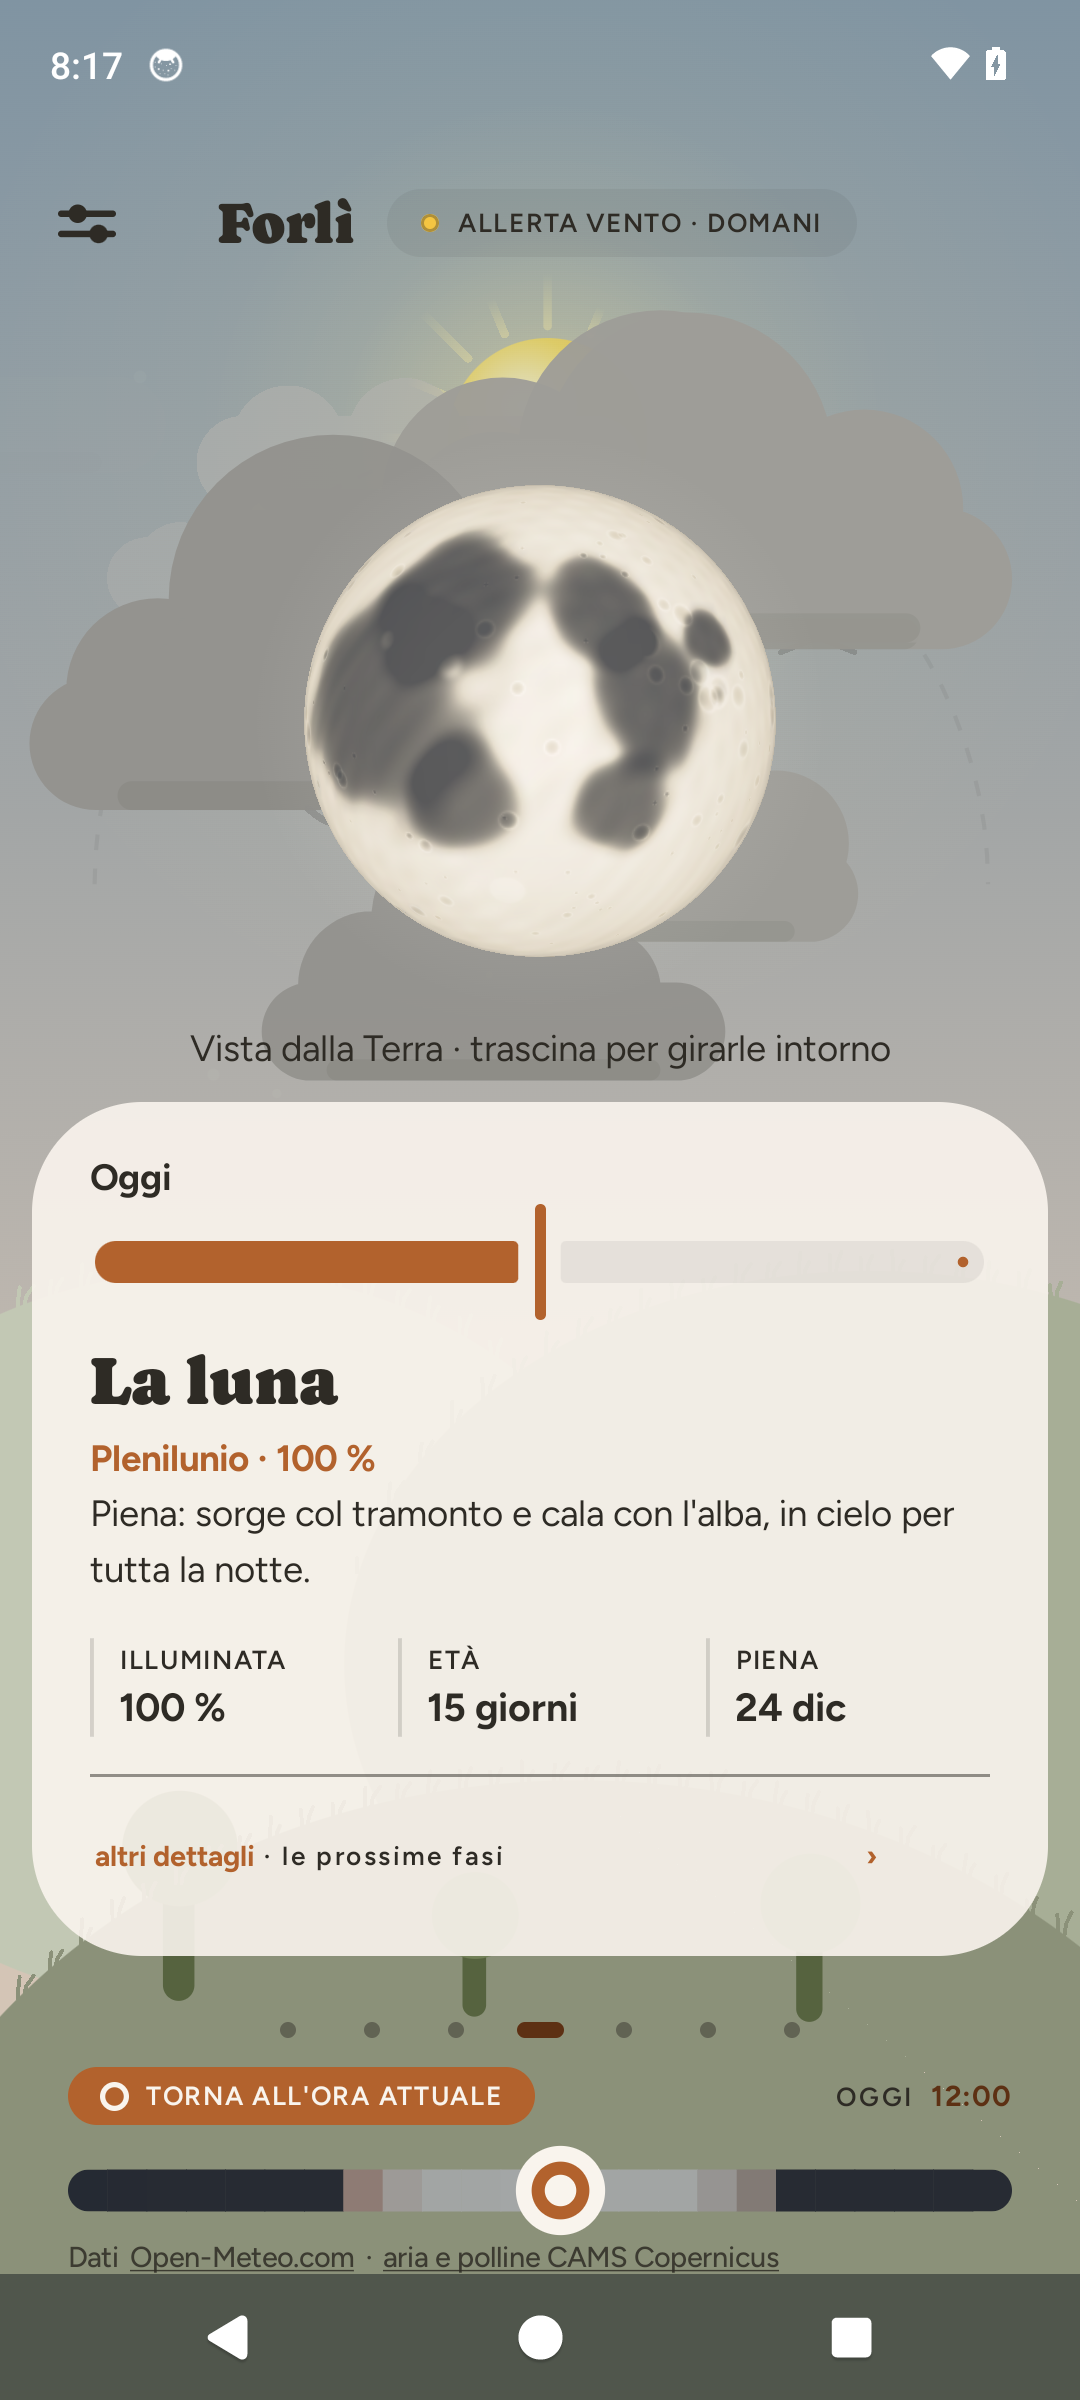 8:17
Forlì
ALLERTA VENTO · DOMANI
Vista dalla Terra · trascina per girarle intorno
Oggi
La luna
Plenilunio · 100 %
Piena: sorge col tramonto e cala con l'alba, in cielo per
tutta la notte.
ILLUMINATA
100 %
ETÀ
15 giorni
PIENA
24 dic
altri dettagli · le prossime fasi ›
TORNA ALL'ORA ATTUALE
OGGI 12:00
Dati Open-Meteo.com · aria e polline CAMS Copernicus